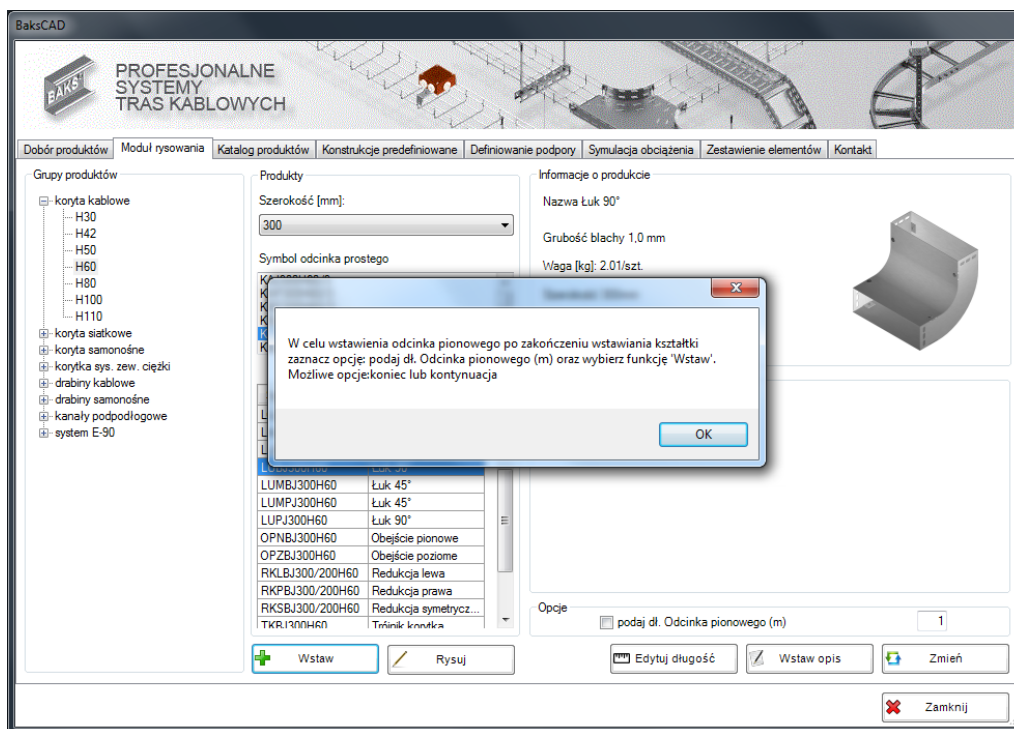 BaksCAD
BAKS
PROFESJONALNE
SYSTEMY
TRAS KABLOWYCH
Dobór produktów
Moduł rysowania
Katalog produktów
Konstrukcje predefiniowane
Definiowanie podpory
Symulacja obciążenia
Zestawienie elementów
Kontakt
Grupy produktów
koryta kablowe
H30
H42
H50
H60
H80
H100
H110
koryta siatkowe
koryta samonośne
korytka sys. zew. ciężki
drabiny kablowe
drabiny samonośne
kanały podpodłogowe
system E-90
Produkty
Szerokość [mm]:
300
Symbol odcinka prostego
Informacje o produkcie
Nazwa Łuk 90°
Grubość blachy 1,0 mm
Waga [kg]: 2.01/szt.
W celu wstawienia odcinka pionowego po zakończeniu wstawiania kształtki
zaznacz opcję: podaj dł. Odcinka pionowego (m) oraz wybierz funkcję 'Wstaw'.
Możliwe opcje:koniec lub kontynuacja
OK
LUMBJ300H60 Łuk 45°
LUMPJ300H60 Łuk 45°
LUPJ300H60 Łuk 90°
OPNBJ300H60 Obejście pionowe
OPZBJ300H60 Obejście poziome
RKLBJ300/200H60 Redukcja lewa
RKPBJ300/200H60 Redukcja prawa
RKSBJ300/200H60 Redukcja symetrycz...
TKBJ300H60 Trójnik korytka
Opcje
podaj dł. Odcinka pionowego (m)
1
Wstaw
Rysuj
Edytuj długość
Wstaw opis
Zmień
Zamknij